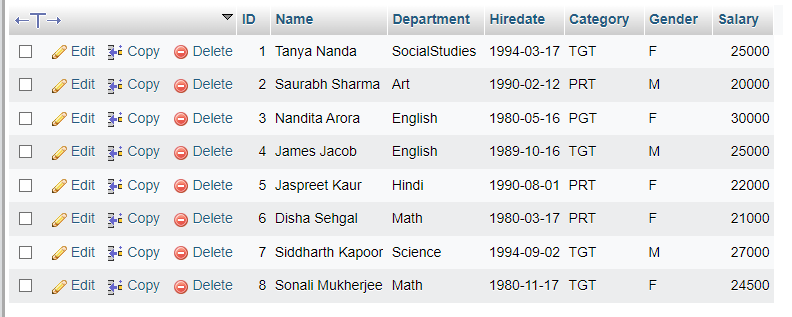 ID Name Department Hiredate Category Gender Salary
Edit Copy Delete 1 Tanya Nanda SocialStudies 1994-03-17 TGT F 25000
Edit Copy Delete 2 Saurabh Sharma Art 1990-02-12 PRT M 20000
Edit Copy Delete 3 Nandita Arora English 1980-05-16 PGT F 30000
Edit Copy Delete 4 James Jacob English 1989-10-16 TGT M 25000
Edit Copy Delete 5 Jaspreet Kaur Hindi 1990-08-01 PRT F 22000
Edit Copy Delete 6 Disha Sehgal Math 1980-03-17 PRT F 21000
Edit Copy Delete 7 Siddharth Kapoor Science 1994-09-02 TGT M 27000
Edit Copy Delete 8 Sonali Mukherjee Math 1980-11-17 TGT F 24500